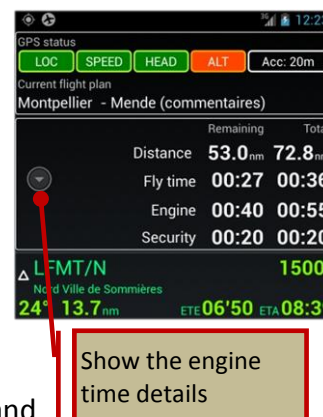 3G 12:22
GPS status
LOC SPEED HEAD ALT Acc: 20m
Current flight plan
Montpellier - Mende (commentaires)
Remaining
Distance 53.0nm 72.8nm
Fly time 00:27 00:36
Engine 00:40 00:55
Security 00:20 00:20
LFMT/N 1500
Nord Ville de Sommières
24° 13.7nm ETE 06'50 ETA 08:3
Show the engine
time details
and